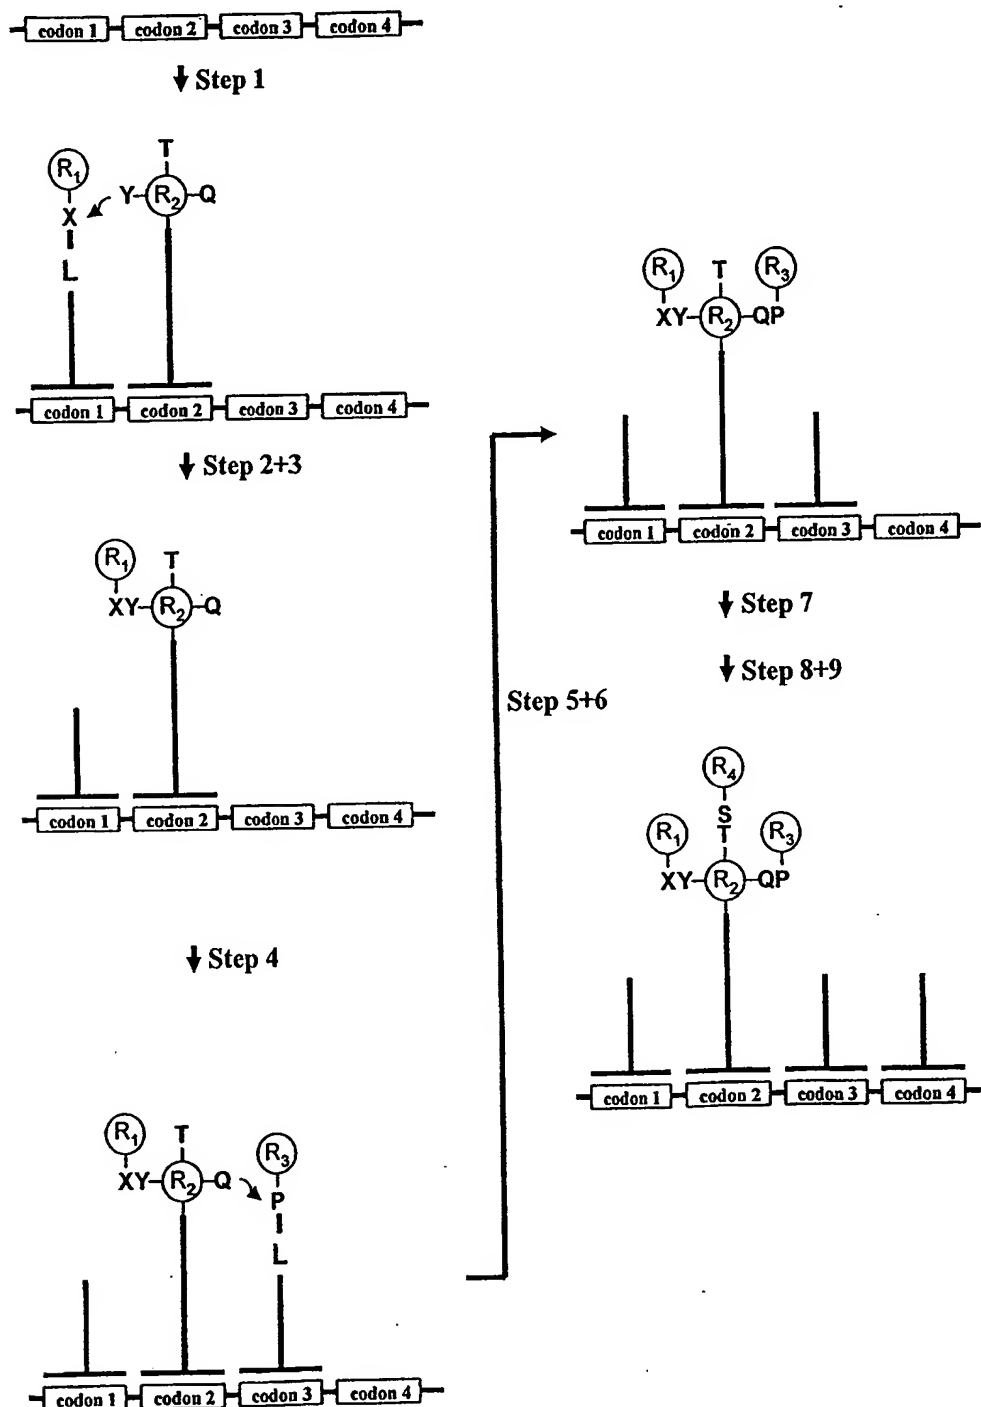 codon 1 codon 2 codon 3 codon 4
Step 1
T
R1 Y R2 Q
X
L
codon 1 codon 2 codon 3 codon 4
Step 2+3
R1 T
XY R2 Q
codon 1 codon 2 codon 3 codon 4
Step 4
R1 T R3
XY R2 Q P
L
codon 1 codon 2 codon 3 codon 4
Step 5+6
R1 T R3
XY R2 QP
codon 1 codon 2 codon 3 codon 4
Step 7
Step 8+9
R4
S
R1 T R3
XY R2 QP
codon 1 codon 2 codon 3 codon 4